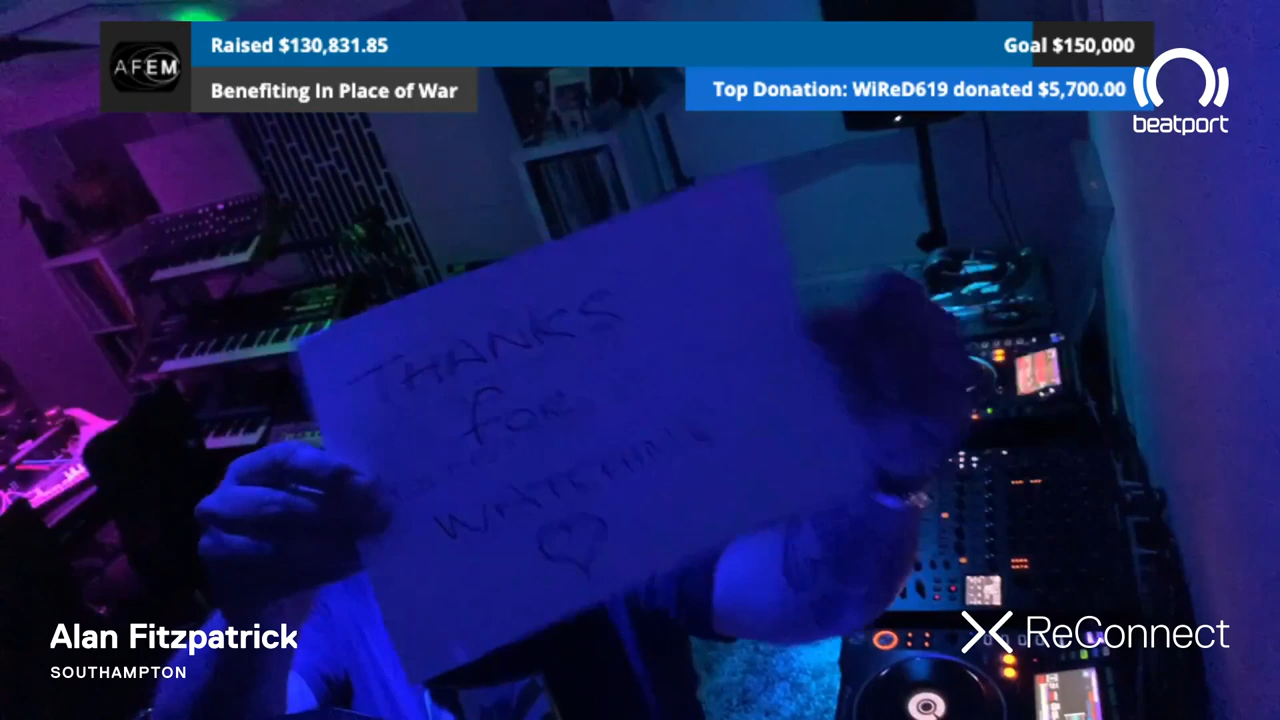 AFEM
Raised $130,831.85
Goal $150,000
Benefiting In Place of War
Top Donation: WiReD619 donated $5,700.00
beatport
THANKS
for
WATCHING
Alan Fitzpatrick
SOUTHAMPTON
ReConnect